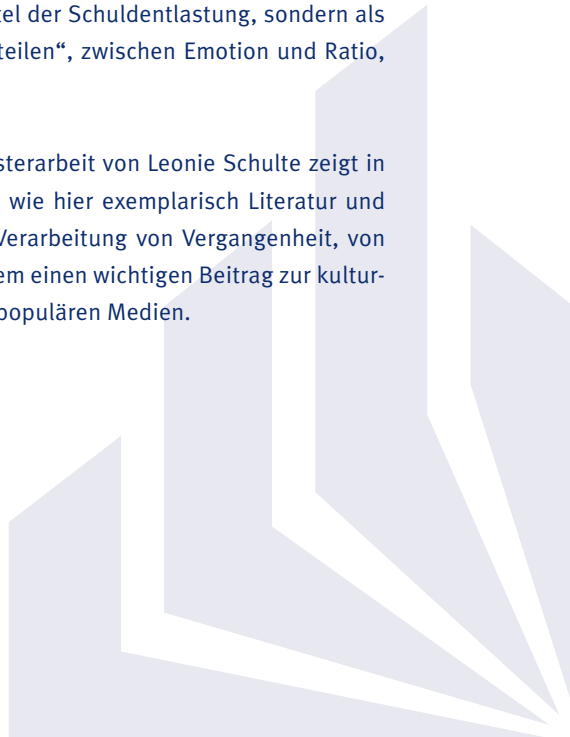 tel der Schuldentlastung, sondern als
teilen“, zwischen Emotion und Ratio,
sterarbeit von Leonie Schulte zeigt in
wie hier exemplarisch Literatur und
Verarbeitung von Vergangenheit, von
em einen wichtigen Beitrag zur kultur-
populären Medien.